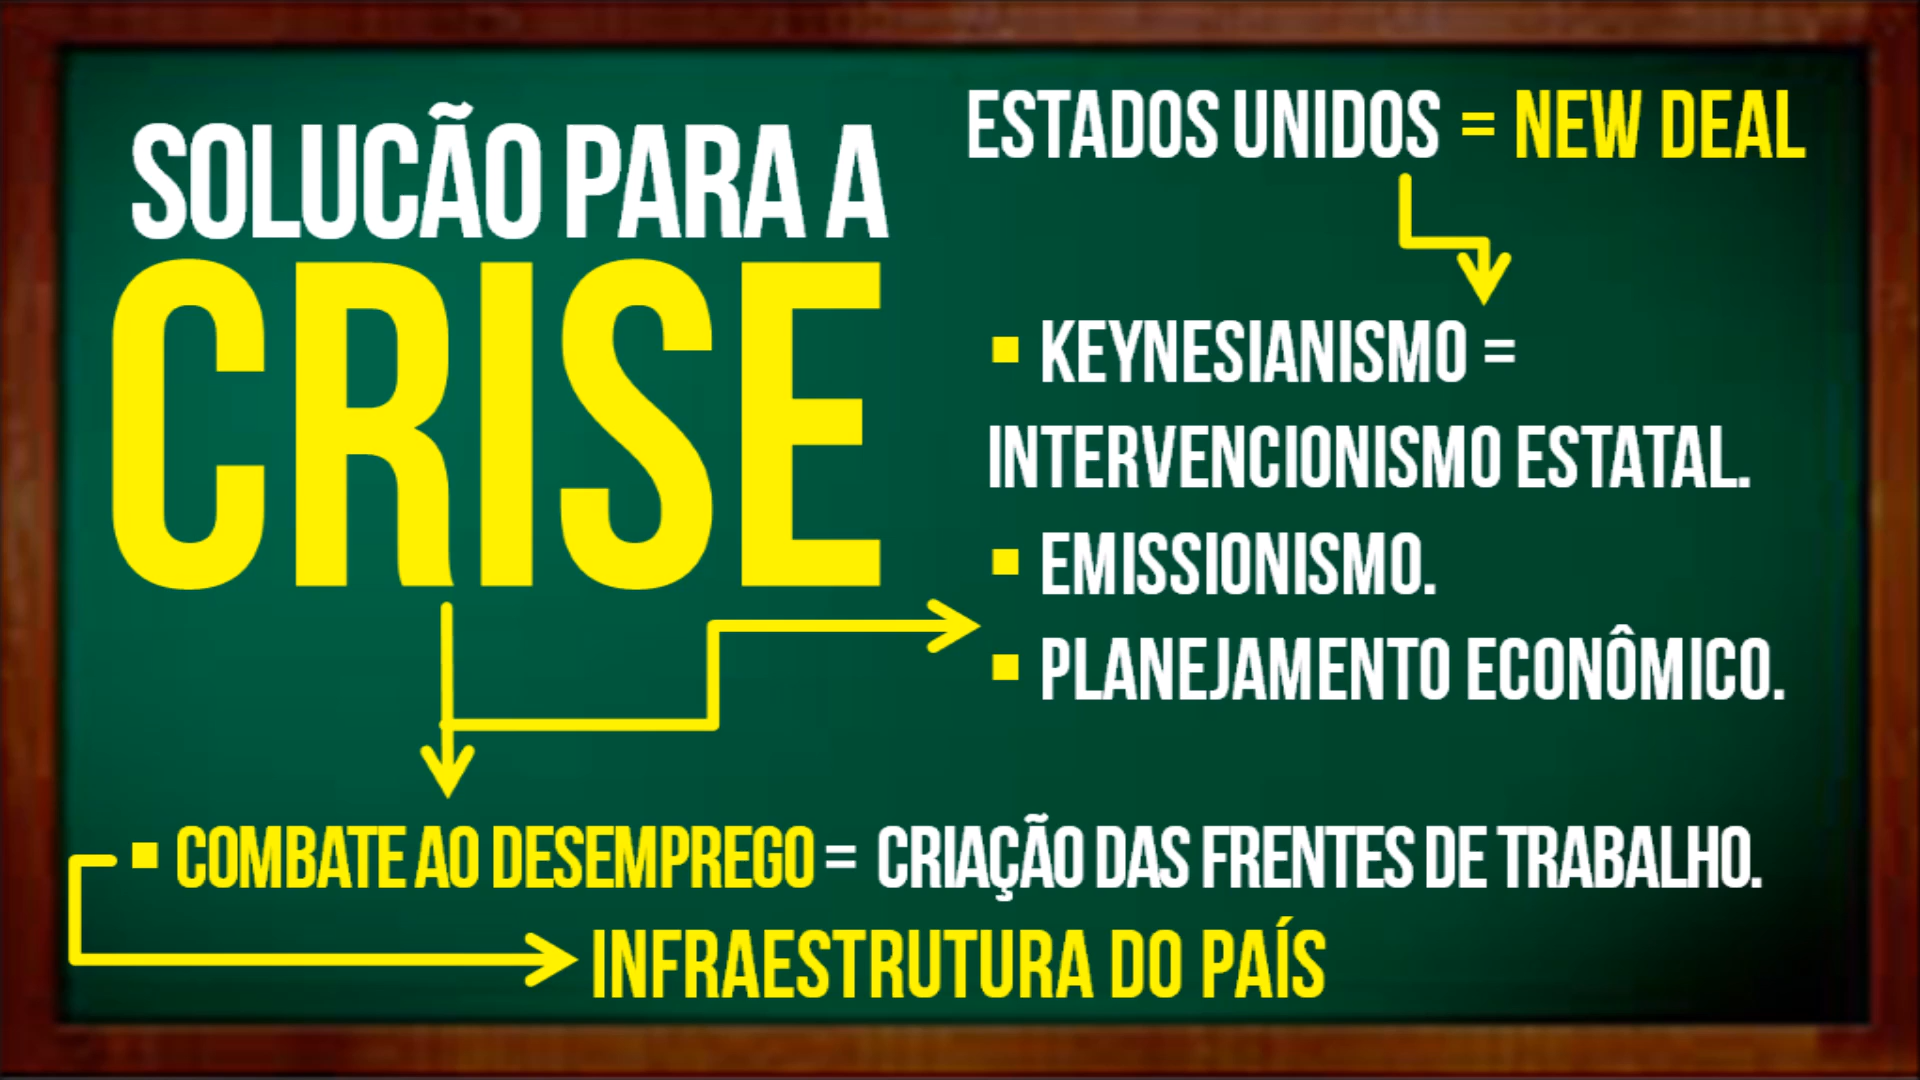 SOLUCÃO PARA A
CRISE
ESTADOS UNIDOS = NEW DEAL
▪ KEYNESIANISMO =
INTERVENCIONISMO ESTATAL.
▪ EMISSIONISMO.
▪ PLANEJAMENTO ECONÔMICO.
▪ COMBATE AO DESEMPREGO = CRIAÇÃO DAS FRENTES DE TRABALHO.
INFRAESTRUTURA DO PAÍS